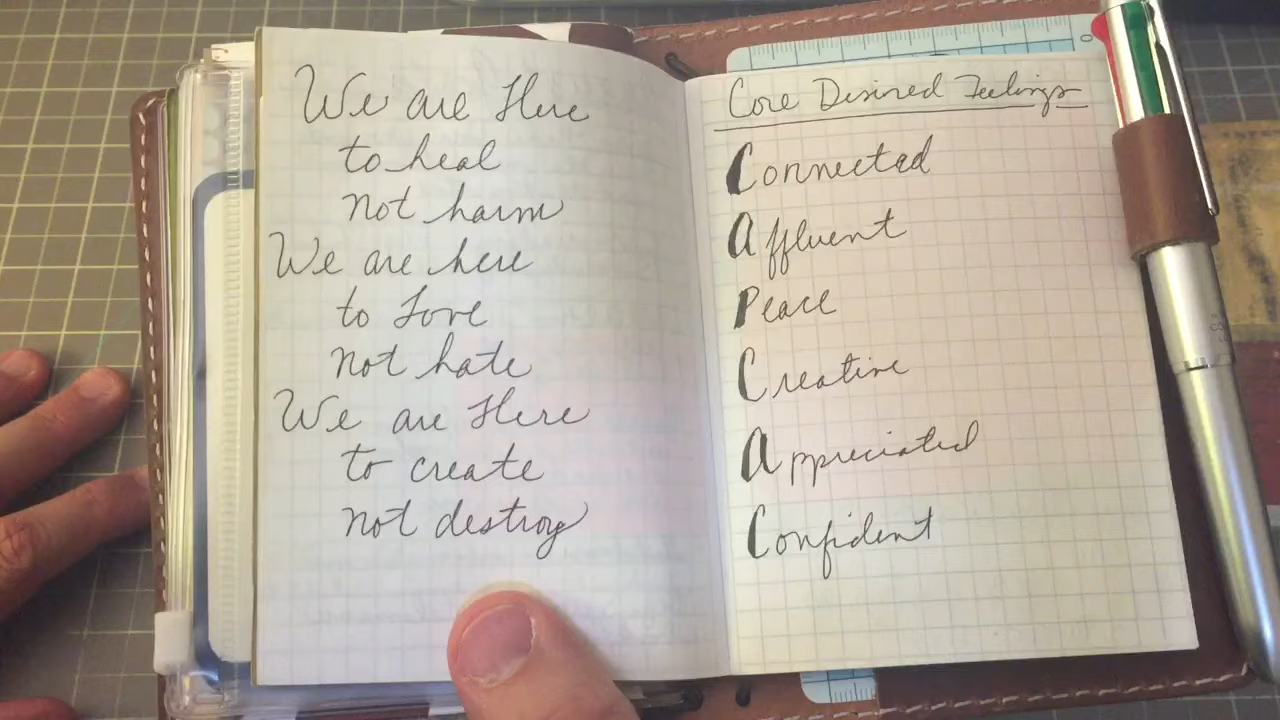 We are Here
to heal
not harm
We are here
to Love
not hate
We are Here
to create
not destroy
Core Desired Feelings
Connected
Affluent
Peace
Creative
Appreciated
Confident